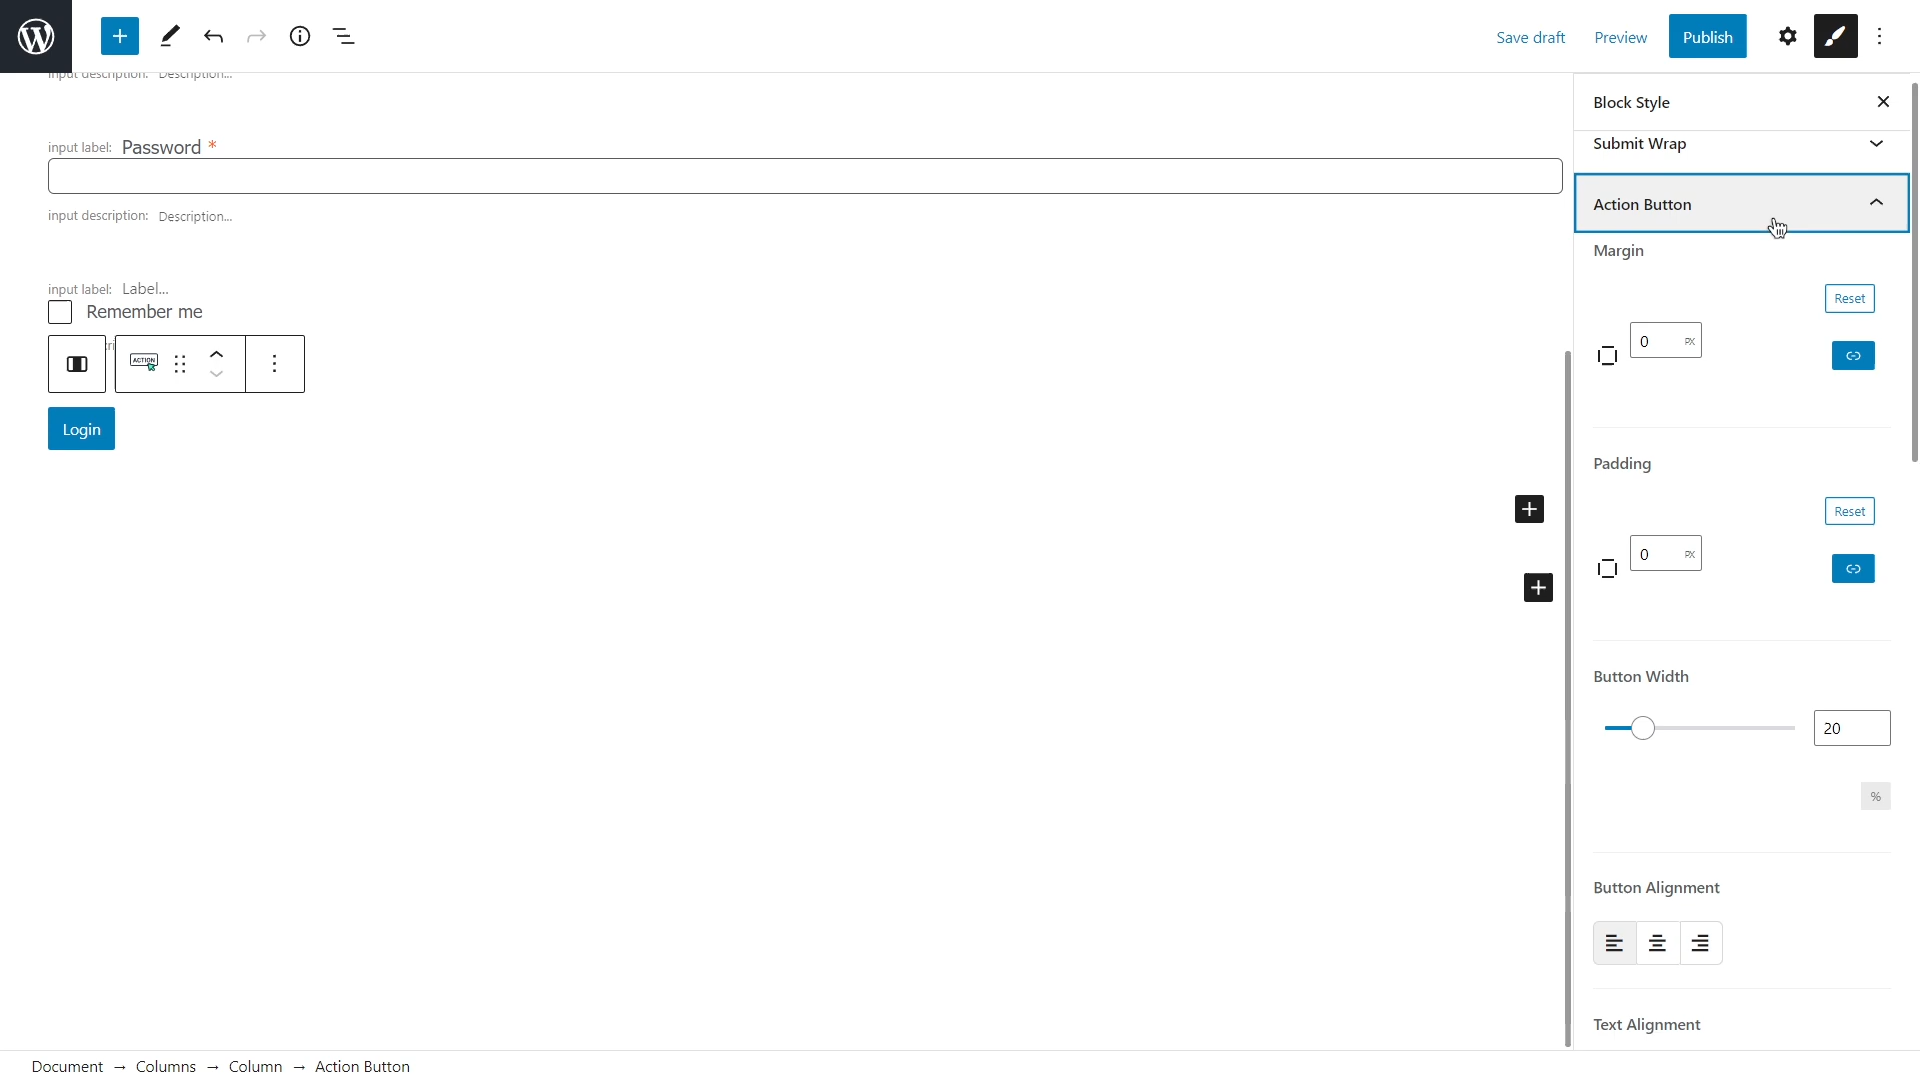 Save draft
Preview
Publish
input description: Description...
input label: Password *
input description: Description...
input label: Label...
Remember me
ACTION
Login
Block Style
Submit Wrap
Action Button
Margin
Reset
0 PX
Padding
Reset
0 PX
Button Width
20
%
Button Alignment
Text Alignment
Document → Columns → Column → Action Button